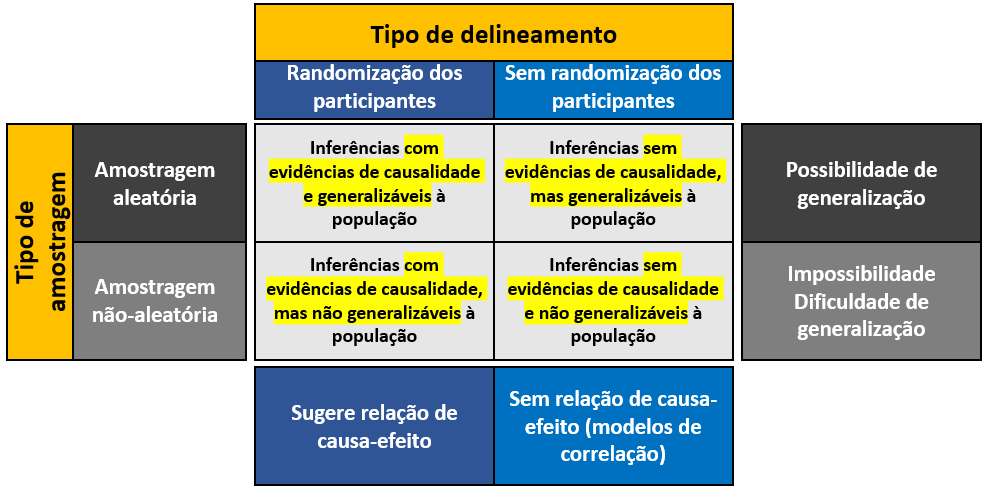 Tipo de delineamento
Randomização dos
participantes
Sem randomização dos
participantes
Tipo de
amostragem
Amostragem
aleatória
Inferências com
evidências de causalidade
e generalizáveis à
população
Inferências sem
evidências de causalidade,
mas generalizáveis à
população
Possibilidade de
generalização
Amostragem
não-aleatória
Inferências com
evidências de causalidade,
mas não generalizáveis à
população
Inferências sem
evidências de causalidade
e não generalizáveis à
população
Impossibilidade
Dificuldade de
generalização
Sugere relação de
causa-efeito
Sem relação de causa-
efeito (modelos de
correlação)